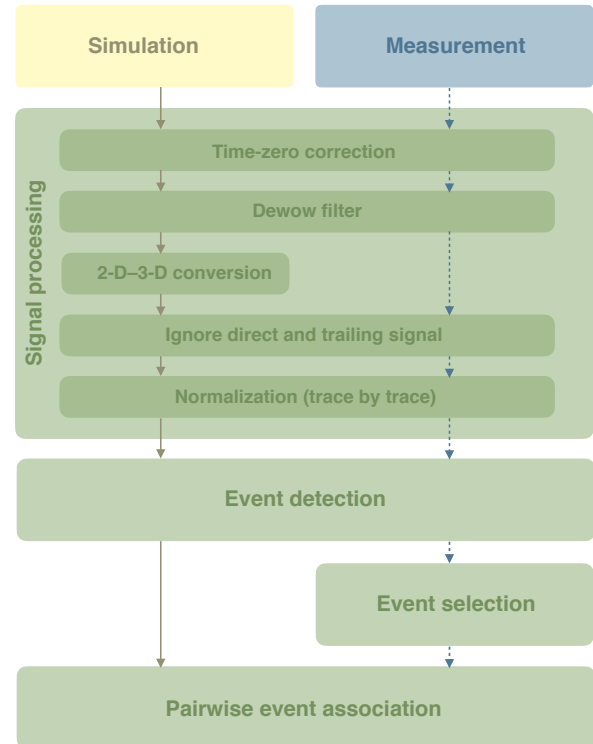 Simulation
Measurement
Signal processing
Time-zero correction
Dewow filter
2-D–3-D conversion
Ignore direct and trailing signal
Normalization (trace by trace)
Event detection
Event selection
Pairwise event association